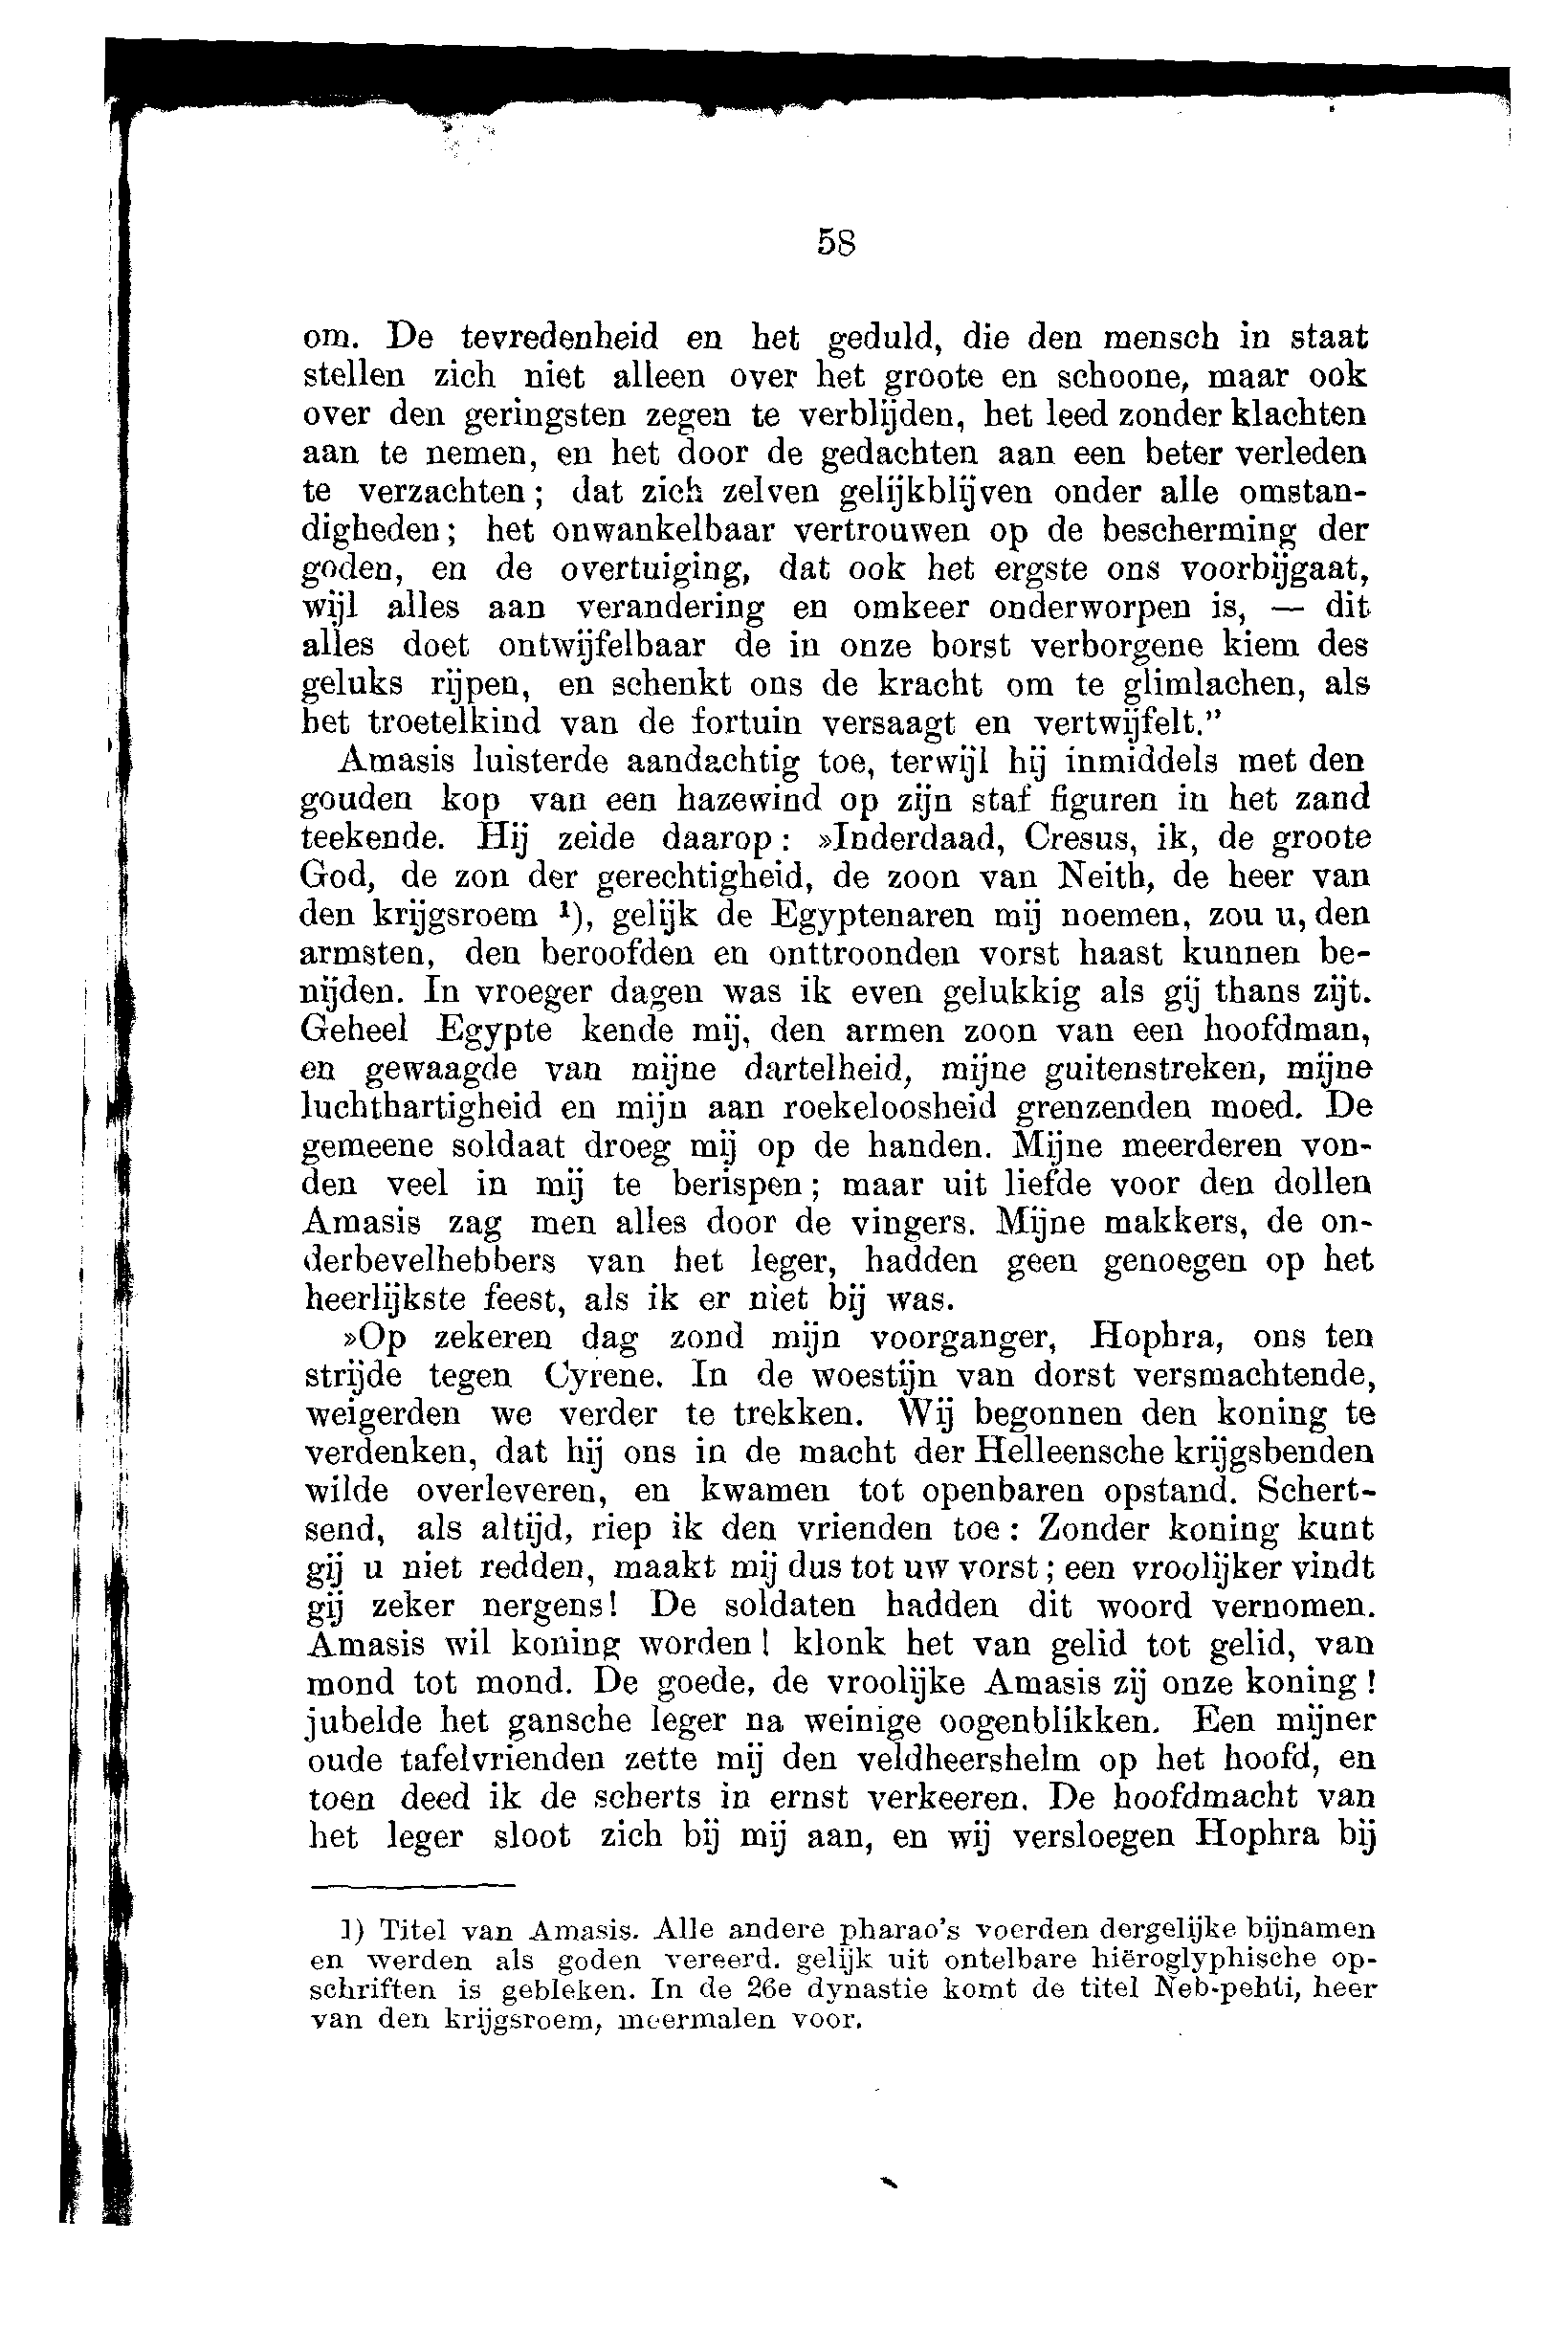 58
om. De tevredenheid en het geduld, die den mensch in staat
stellen zich niet alleen over het groote en schoone, maar ook
over den geringsten zegen te verblijden, het leed zonder klachten
aan te nemen, en het door de gedachten aan een beter verleden
te verzachten; dat zich zelven gelijkblijven onder alle omstan-
digheden; het onwankelbaar vertrouwen op de bescherming der
goden, en de overtuiging, dat ook het ergste ons voorbijgaat,
wijl alles aan verandering en omkeer onderworpen is, — dit
alles doet ontwijfelbaar de in onze borst verborgene kiem des
geluks rijpen, en schenkt ons de kracht om te glimlachen, als
het troetelkind van de fortuin versaagt en vertwijfelt.”
Amasis luisterde aandachtig toe, terwijl hij inmiddels met den
gouden kop van een hazewind op zijn staf figuren in het zand
teekende. Hij zeide daarop: »Inderdaad, Cresus, ik, de groote
God, de zon der gerechtigheid, de zoon van Neith, de heer van
den krijgsroem ¹), gelijk de Egyptenaren mij noemen, zou u, den
armsten, den beroofden en onttroonden vorst haast kunnen be-
nijden. In vroeger dagen was ik even gelukkig als gij thans zijt.
Geheel Egypte kende mij, den armen zoon van een hoofdman,
en gewaagde van mijne dartelheid, mijne guitenstreken, mijne
luchthartigheid en mijn aan roekeloosheid grenzenden moed. De
gemeene soldaat droeg mij op de handen. Mijne meerderen von-
den veel in mij te berispen; maar uit liefde voor den dollen
Amasis zag men alles door de vingers. Mijne makkers, de on-
derbevelhebbers van het leger, hadden geen genoegen op het
heerlijkste feest, als ik er niet bij was.
»Op zekeren dag zond mijn voorganger, Hophra, ons ten
strijde tegen Cyrene. In de woestijn van dorst versmachtende,
weigerden we verder te trekken. Wij begonnen den koning te
verdenken, dat hij ons in de macht der Helleensche krijgsbenden
wilde overleveren, en kwamen tot openbaren opstand. Schert-
send, als altijd, riep ik den vrienden toe: Zonder koning kunt
gij u niet redden, maakt mij dus tot uw vorst; een vroolijker vindt
gij zeker nergens! De soldaten hadden dit woord vernomen.
Amasis wil koning worden! klonk het van gelid tot gelid, van
mond tot mond. De goede, de vroolijke Amasis zij onze koning!
jubelde het gansche leger na weinige oogenblikken. Een mijner
oude tafelvrienden zette mij den veldheershelm op het hoofd, en
toen deed ik de scherts in ernst verkeeren. De hoofdmacht van
het leger sloot zich bij mij aan, en wij versloegen Hophra bij
1) Titel van Amasis. Alle andere pharao's voerden dergelijke bijnamen
en werden als goden vereerd. gelijk uit ontelbare hiëroglyphische op-
schriften is gebleken. In de 26e dynastie komt de titel Neb-pehti, heer
van den krijgsroem, meermalen voor.